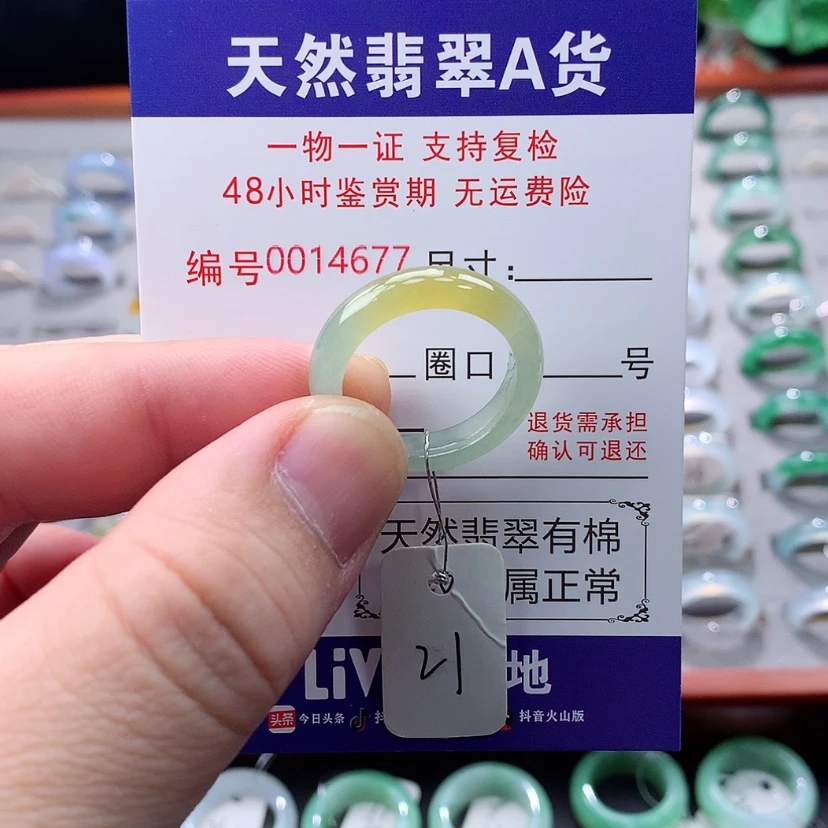 天然翡翠A货
一物一证 支持复检
48小时鉴赏期 无运费险
编号0014677 尺寸:
圈口 号
退货需承担
确认可退还
天然翡翠有棉
属正常
LiV 地
21
头条 今日头条 抖音火山版